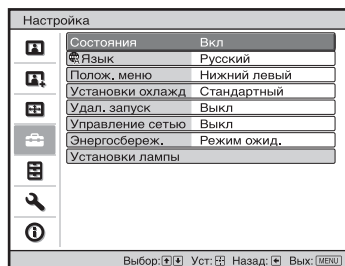 Настройка
Состояния Вкл
Язык Русский
Полож. меню Нижний левый
Установки охлажд Стандартный
Удал. запуск Выкл
Управление сетью Выкл
Энергосбереж. Режим ожид.
Установки лампы
Выбор: Уст: Назад: Вых: MENU